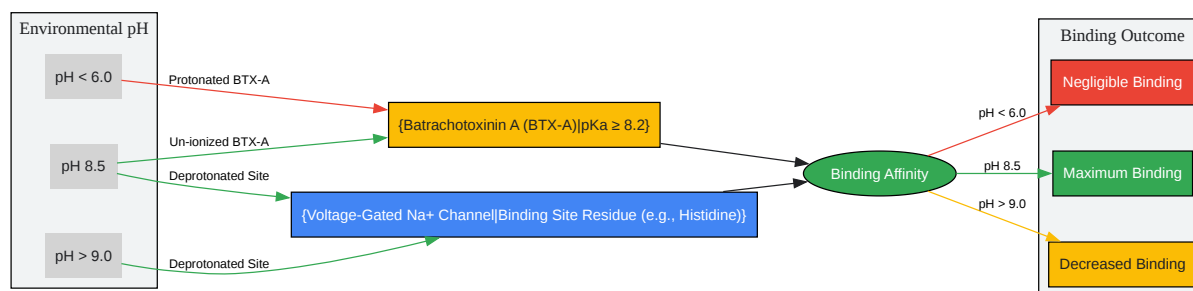 Environmental pH
pH < 6.0
pH 8.5
pH > 9.0
Protonated BTX-A
Un-ionized BTX-A
Deprotonated Site
Deprotonated Site
{Batrachotoxinin A (BTX-A)|pKa ≥ 8.2}
{Voltage-Gated Na+ Channel|Binding Site Residue (e.g., Histidine)}
Binding Affinity
pH < 6.0
pH 8.5
pH > 9.0
Binding Outcome
Negligible Binding
Maximum Binding
Decreased Binding